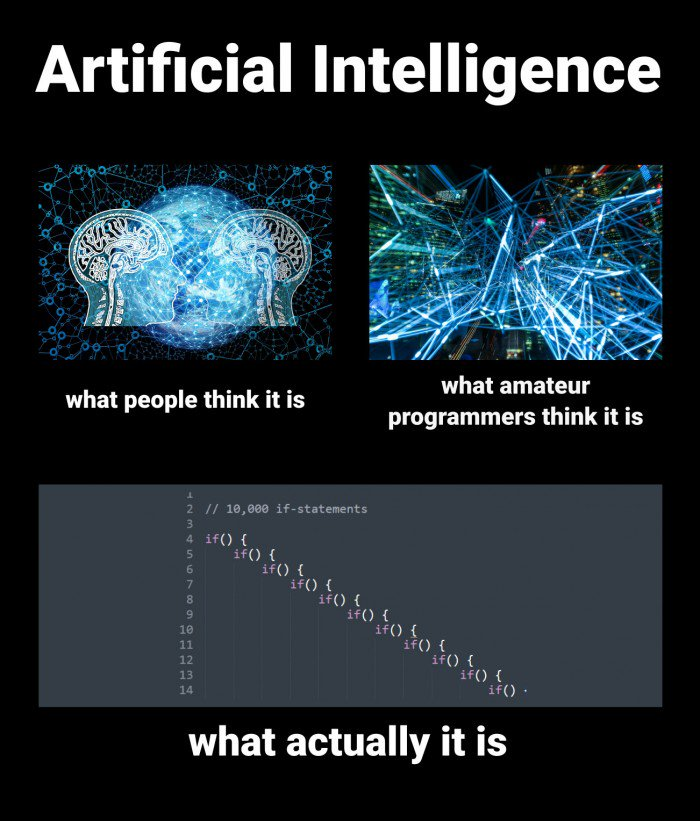 Artificial Intelligence
what people think it is
what amateur
programmers think it is
1
2 // 10,000 if-statements
3
4 if() {
5 if() {
6 if() {
7 if() {
8 if() {
9 if() {
10 if() {
11 if() {
12 if() {
13 if() {
14 if()
what actually it is